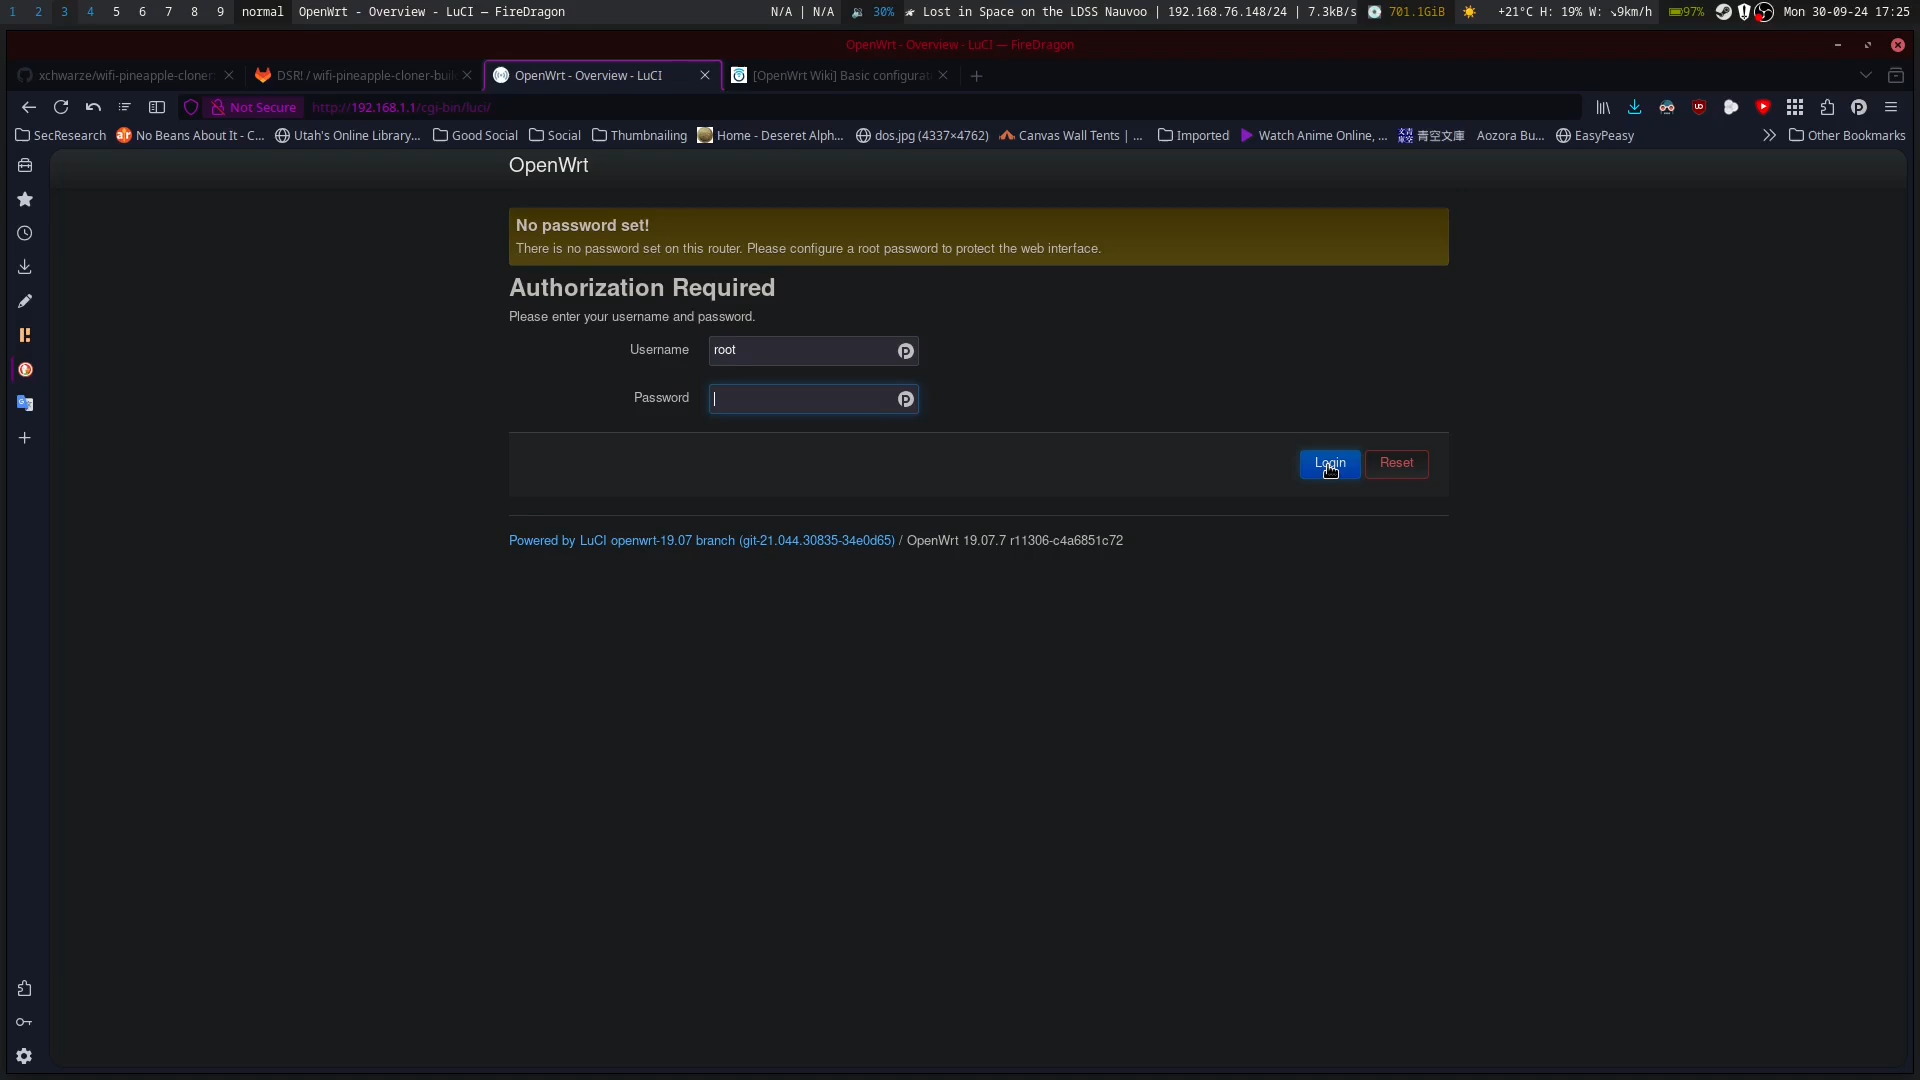 1 2 3 4 5 6 7 8 9 normal OpenWrt - Overview - LuCI — FireDragon N/A | N/A 30% Lost in Space on the LDSS Nauvoo | 192.168.76.148/24 | 7.3kB/s 701.1GiB +21°C H: 19% W: ↘9km/h 97% Mon 30-09-24 17:25
OpenWrt - Overview - LuCI — FireDragon
xchwarze/wifi-pineapple-cloner DSR! / wifi-pineapple-cloner-buil OpenWrt - Overview - LuCI [OpenWrt Wiki] Basic configurat
Not Secure http://192.168.1.1/cgi-bin/luci/
SecResearch No Beans About It - C... Utah's Online Library... Good Social Social Thumbnailing Home - Deseret Alph... dos.jpg (4337×4762) Canvas Wall Tents | ... Imported Watch Anime Online, ... 青空文庫 Aozora Bu... EasyPeasy Other Bookmarks
OpenWrt
No password set!
There is no password set on this router. Please configure a root password to protect the web interface.
Authorization Required
Please enter your username and password.
Username root
Password
Login Reset
Powered by LuCI openwrt-19.07 branch (git-21.044.30835-34e0d65) / OpenWrt 19.07.7 r11306-c4a6851c72